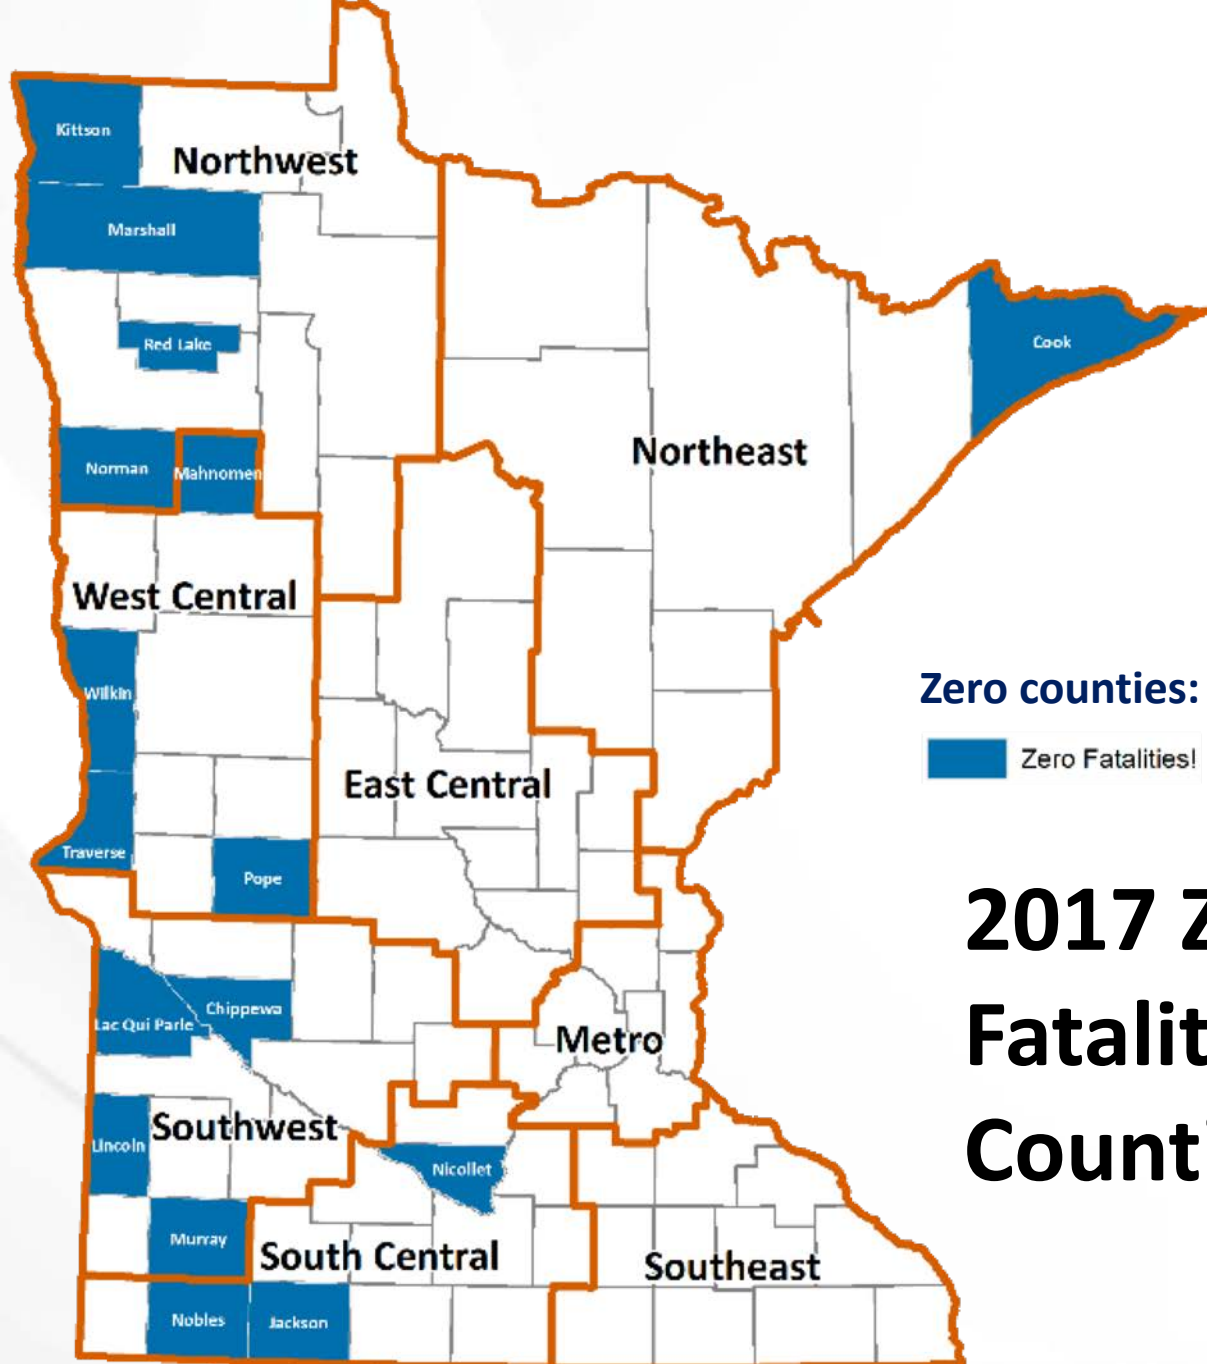 Kittson
Northwest
Marshall
Red Lake
Cook
Northeast
Norman
Mahnomen
West Central
Wilkin
Zero counties:
Zero Fatalities!
East Central
Traverse
Pope
2017 Z
Fatalit
Counti
Chippewa
Lac Qui Parle
Metro
Southwest
Lincoln
Nicollet
Murray
South Central
Southeast
Nobles
Jackson